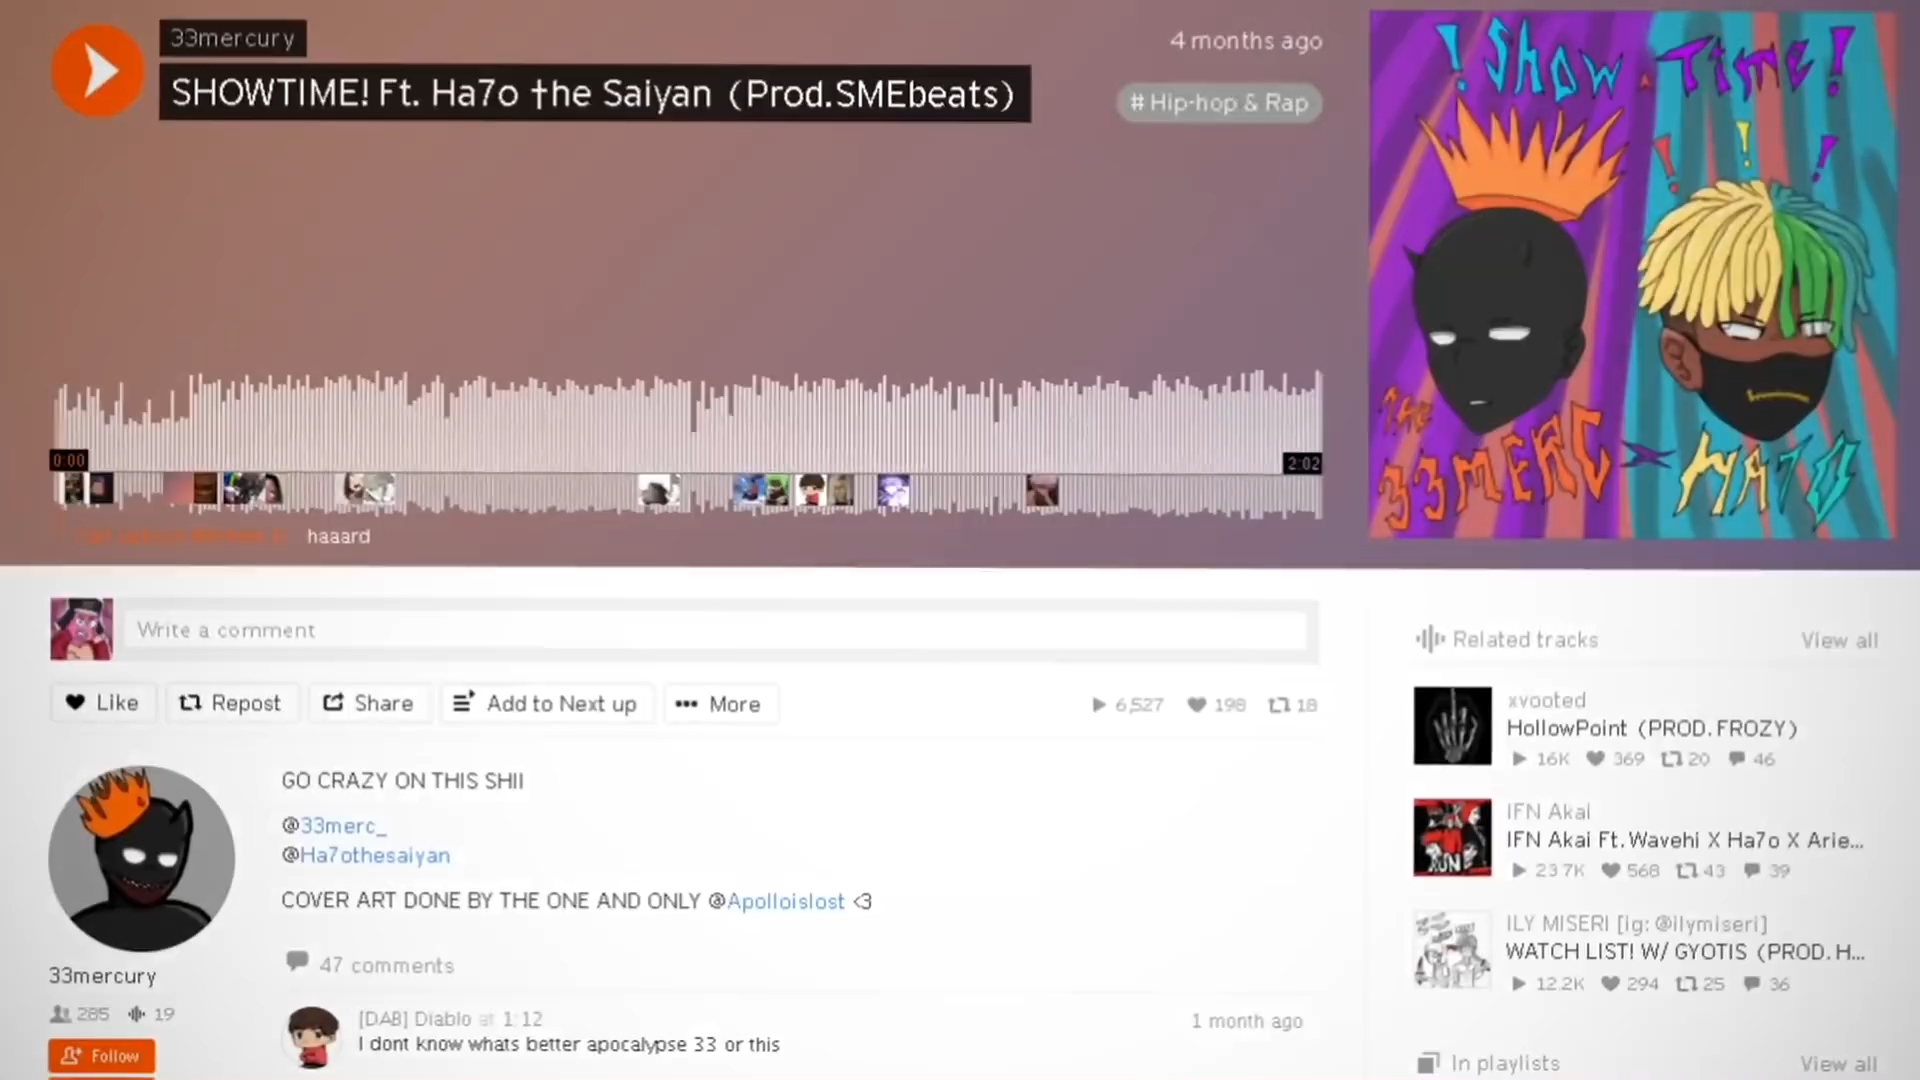 33mercury
4 months ago
SHOWTIME! Ft. Ha7o †he Saiyan (Prod.SMEbeats)
# Hip-hop & Rap
! Show Time!
! ! !
THE
33MERC X HA7O
0:00
2:02
haaard
Write a comment
Like
Repost
Share
Add to Next up
More
6,527
198
18
GO CRAZY ON THIS SHII
@33merc_
@Ha7othesaiyan
COVER ART DONE BY THE ONE AND ONLY @Apolloislost <3
33mercury
285
19
Follow
47 comments
[DAB] Diablo at 1:12
1 month ago
I dont know whats better apocalypse 33 or this
Related tracks
View all
xvooted
HollowPoint (PROD. FROZY)
16K
369
20
46
IFN Akai
IFN Akai Ft. Wavehi X Ha7o X Arie...
23.7K
568
43
39
RUN
ILY MISERI [ig: @ilymiseri]
WATCH LIST! W/ GYOTIS (PROD. H...
12.2K
294
25
36
In playlists
View all